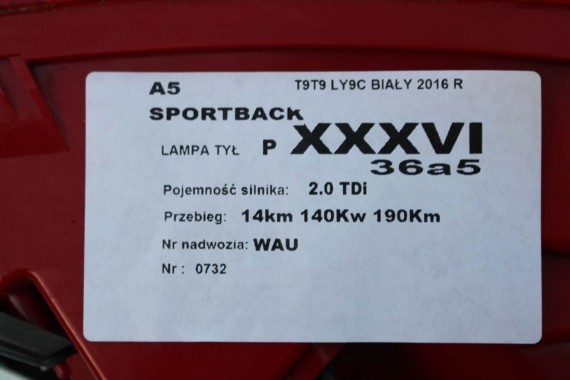 A5 T9T9 LY9C BIAŁY 2016 R
SPORTBACK
LAMPA TYŁ P XXXVI
36a5
Pojemność silnika: 2.0 TDi
Przebieg: 14km 140Kw 190Km
Nr nadwozia: WAU
Nr : 0732